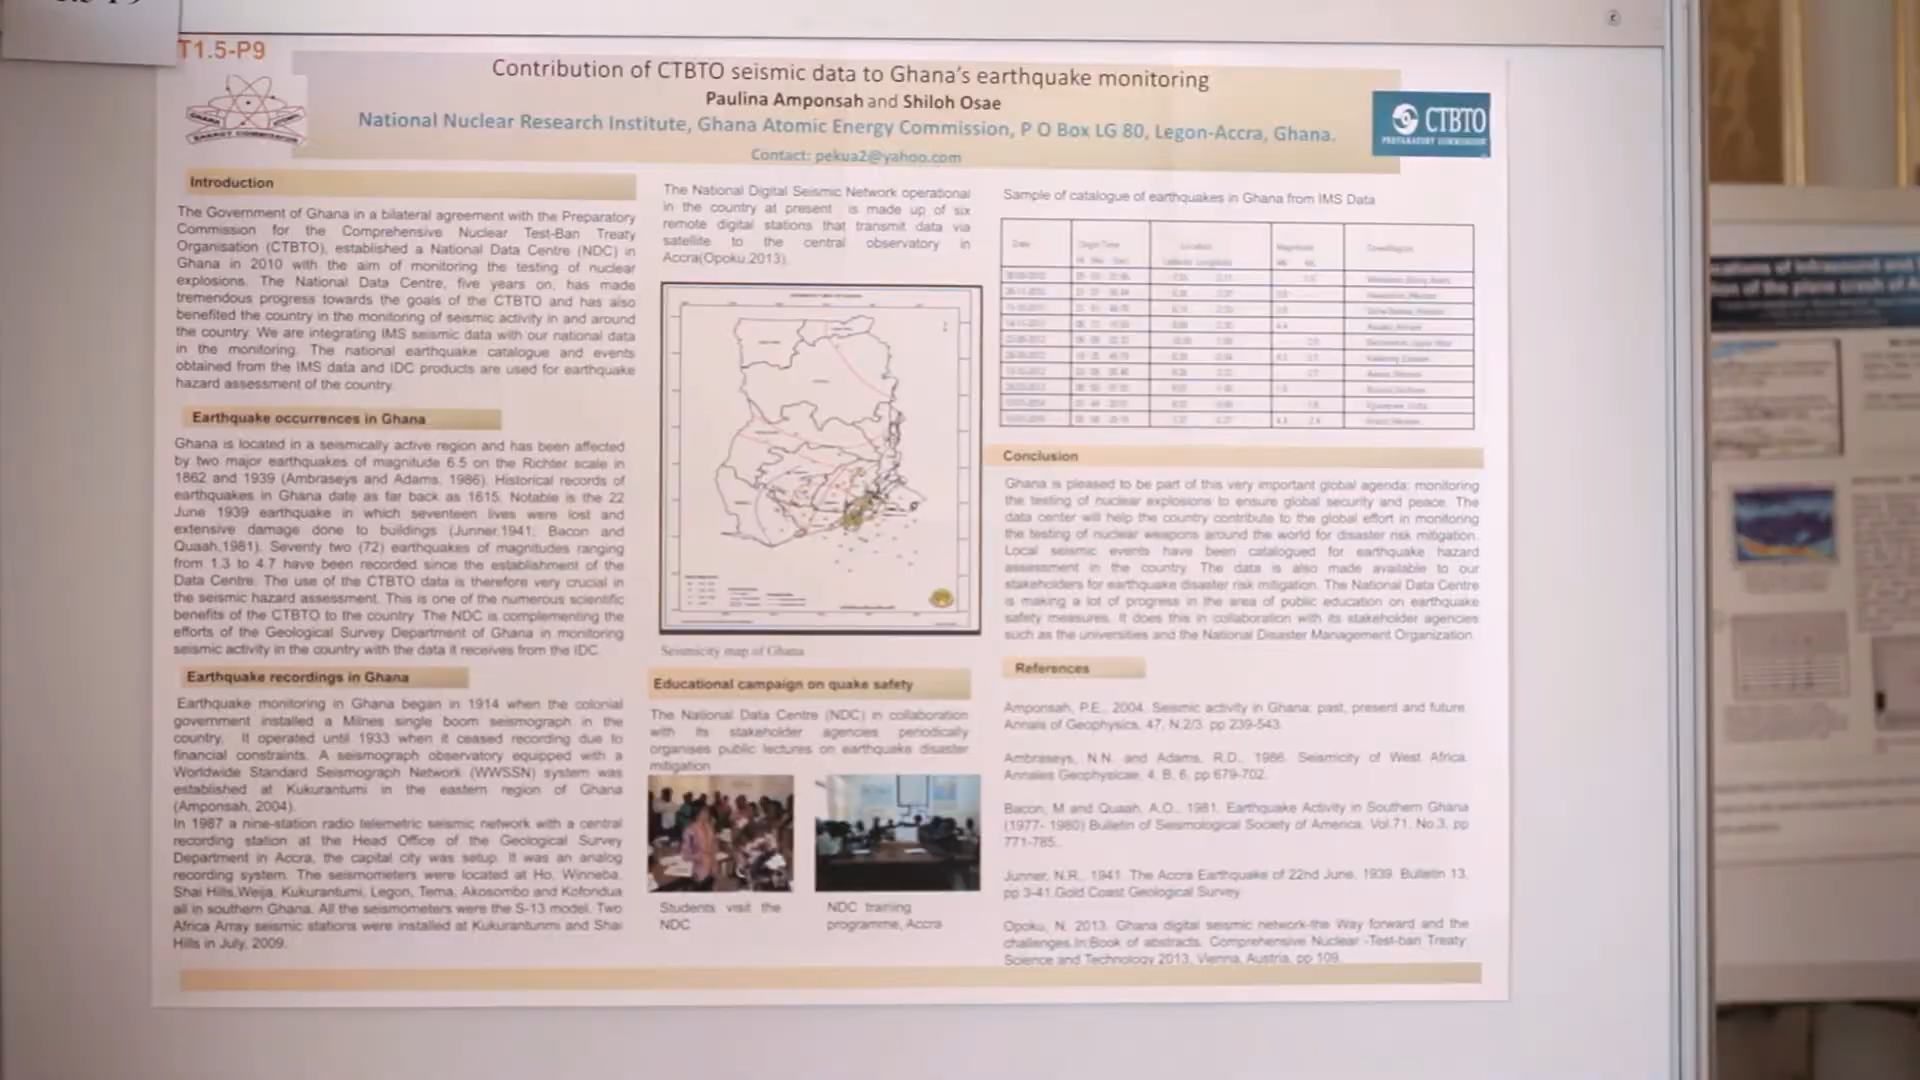 T1.5-P9
Contribution of CTBTO seismic data to Ghana's earthquake monitoring
Paulina Amponsah and Shiloh Osae
National Nuclear Research Institute, Ghana Atomic Energy Commission, P O Box LG 80, Legon-Accra, Ghana.
Contact: pekua2@yahoo.com
CTBTO
PREPARATORY COMMISSION
Introduction
The Government of Ghana in a bilateral agreement with the Preparatory
Commission for the Comprehensive Nuclear Test-Ban Treaty
Organisation (CTBTO), established a National Data Centre (NDC) in
Ghana in 2010 with the aim of monitoring the testing of nuclear
explosions. The National Data Centre, five years on, has made
tremendous progress towards the goals of the CTBTO and has also
benefited the country in the monitoring of seismic activity in and around
the country. We are integrating IMS seismic data with our national data
in the monitoring. The national earthquake catalogue and events
obtained from the IMS data and IDC products are used for earthquake
hazard assessment of the country.
Earthquake occurrences in Ghana
Ghana is located in a seismically active region and has been affected
by two major earthquakes of magnitude 6.5 on the Richter scale in
1862 and 1939 (Ambraseys and Adams, 1986). Historical records of
earthquakes in Ghana date as far back as 1615. Notable is the 22
June 1939 earthquake in which seventeen lives were lost and
extensive damage done to buildings (Junner,1941; Bacon and
Quaah,1981). Seventy two (72) earthquakes of magnitudes ranging
from 1.3 to 4.7 have been recorded since the establishment of the
Data Centre. The use of the CTBTO data is therefore very crucial in
the seismic hazard assessment. This is one of the numerous scientific
benefits of the CTBTO to the country. The NDC is complementing the
efforts of the Geological Survey Department of Ghana in monitoring
seismic activity in the country with the data it receives from the IDC.
Earthquake recordings in Ghana
Earthquake monitoring in Ghana began in 1914 when the colonial
government installed a Milnes single boom seismograph in the
country. It operated until 1933 when it ceased recording due to
financial constraints. A seismograph observatory equipped with a
Worldwide Standard Seismograph Network (WWSSN) system was
established at Kukurantumi in the eastern region of Ghana
(Amponsah, 2004).
In 1987 a nine-station radio telemetric seismic network with a central
recording station at the Head Office of the Geological Survey
Department in Accra, the capital city was setup. It was an analog
recording system. The seismometers were located at Ho, Winneba,
Shai Hills,Weija, Kukurantumi, Legon, Tema, Akosombo and Koforidua
all in southern Ghana. All the seismometers were the S-13 model. Two
Africa Array seismic stations were installed at Kukurantunmi and Shai
Hills in July, 2009.
The National Digital Seismic Network operational
in the country at present is made up of six
remote digital stations that transmit data via
satellite to the central observatory in
Accra(Opoku,2013).
Seismicity map of Ghana
Educational campaign on quake safety
The National Data Centre (NDC) in collaboration
with its stakeholder agencies periodically
organises public lectures on earthquake disaster
mitigation
Students visit the
NDC
NDC training
programme, Accra
Sample of catalogue of earthquakes in Ghana from IMS Data
Date Origin Time Location Magnitude
Conclusion
Ghana is pleased to be part of this very important global agenda: monitoring
the testing of nuclear explosions to ensure global security and peace. The
data center will help the country contribute to the global effort in monitoring
the testing of nuclear weapons around the world for disaster risk mitigation.
Local seismic events have been catalogued for earthquake hazard
assessment in the country. The data is also made available to our
stakeholders for earthquake disaster risk mitigation. The National Data Centre
is making a lot of progress in the area of public education on earthquake
safety measures. It does this in collaboration with its stakeholder agencies
such as the universities and the National Disaster Management Organization.
References
Amponsah, P.E., 2004. Seismic activity in Ghana: past, present and future.
Annals of Geophysics, 47, N.2/3. pp 239-543.
Ambraseys, N.N. and Adams, R.D., 1986. Seismicity of West Africa.
Annales Geophysicae, 4, B, 6, pp 679-702.
Bacon, M and Quaah, A.O., 1981. Earthquake Activity in Southern Ghana
(1977- 1980) Bulletin of Seismological Society of America. Vol.71, No.3, pp
771-785..
Junner, N.R., 1941. The Accra Earthquake of 22nd June, 1939. Bulletin 13,
pp 3-41.Gold Coast Geological Survey.
Opoku, N. 2013. Ghana digital seismic network-the Way forward and the
challenges.In:Book of abstracts. Comprehensive Nuclear -Test-ban Treaty:
Science and Technology 2013, Vienna, Austria, pp 109.